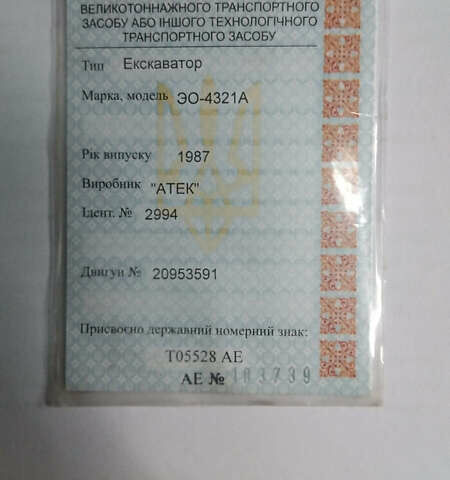 ВЕЛИКОТОННАЖНОГО ТРАНСПОРТНОГО
ЗАСОБУ АБО ІНШОГО ТЕХНОЛОГІЧНОГО
ТРАНСПОРТНОГО ЗАСОБУ
Тип Екскаватор
Марка, модель ЭО-4321А
Рік випуску 1987
Виробник "АТЕК"
Ідент. № 2994
Двигун № 20953591
Присвоєно державний номерний знак:
Т05528 АЕ
АЕ № 103739